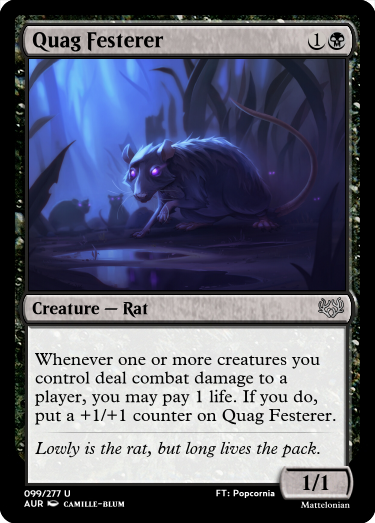 Quag Festerer 1
Creature — Rat
Whenever one or more creatures you
control deal combat damage to a
player, you may pay 1 life. If you do,
put a +1/+1 counter on Quag Festerer.
Lowly is the rat, but long lives the pack.
1/1
099/277 U FT: Popcornia Mattelonian
AUR CAMILLE-BLUM